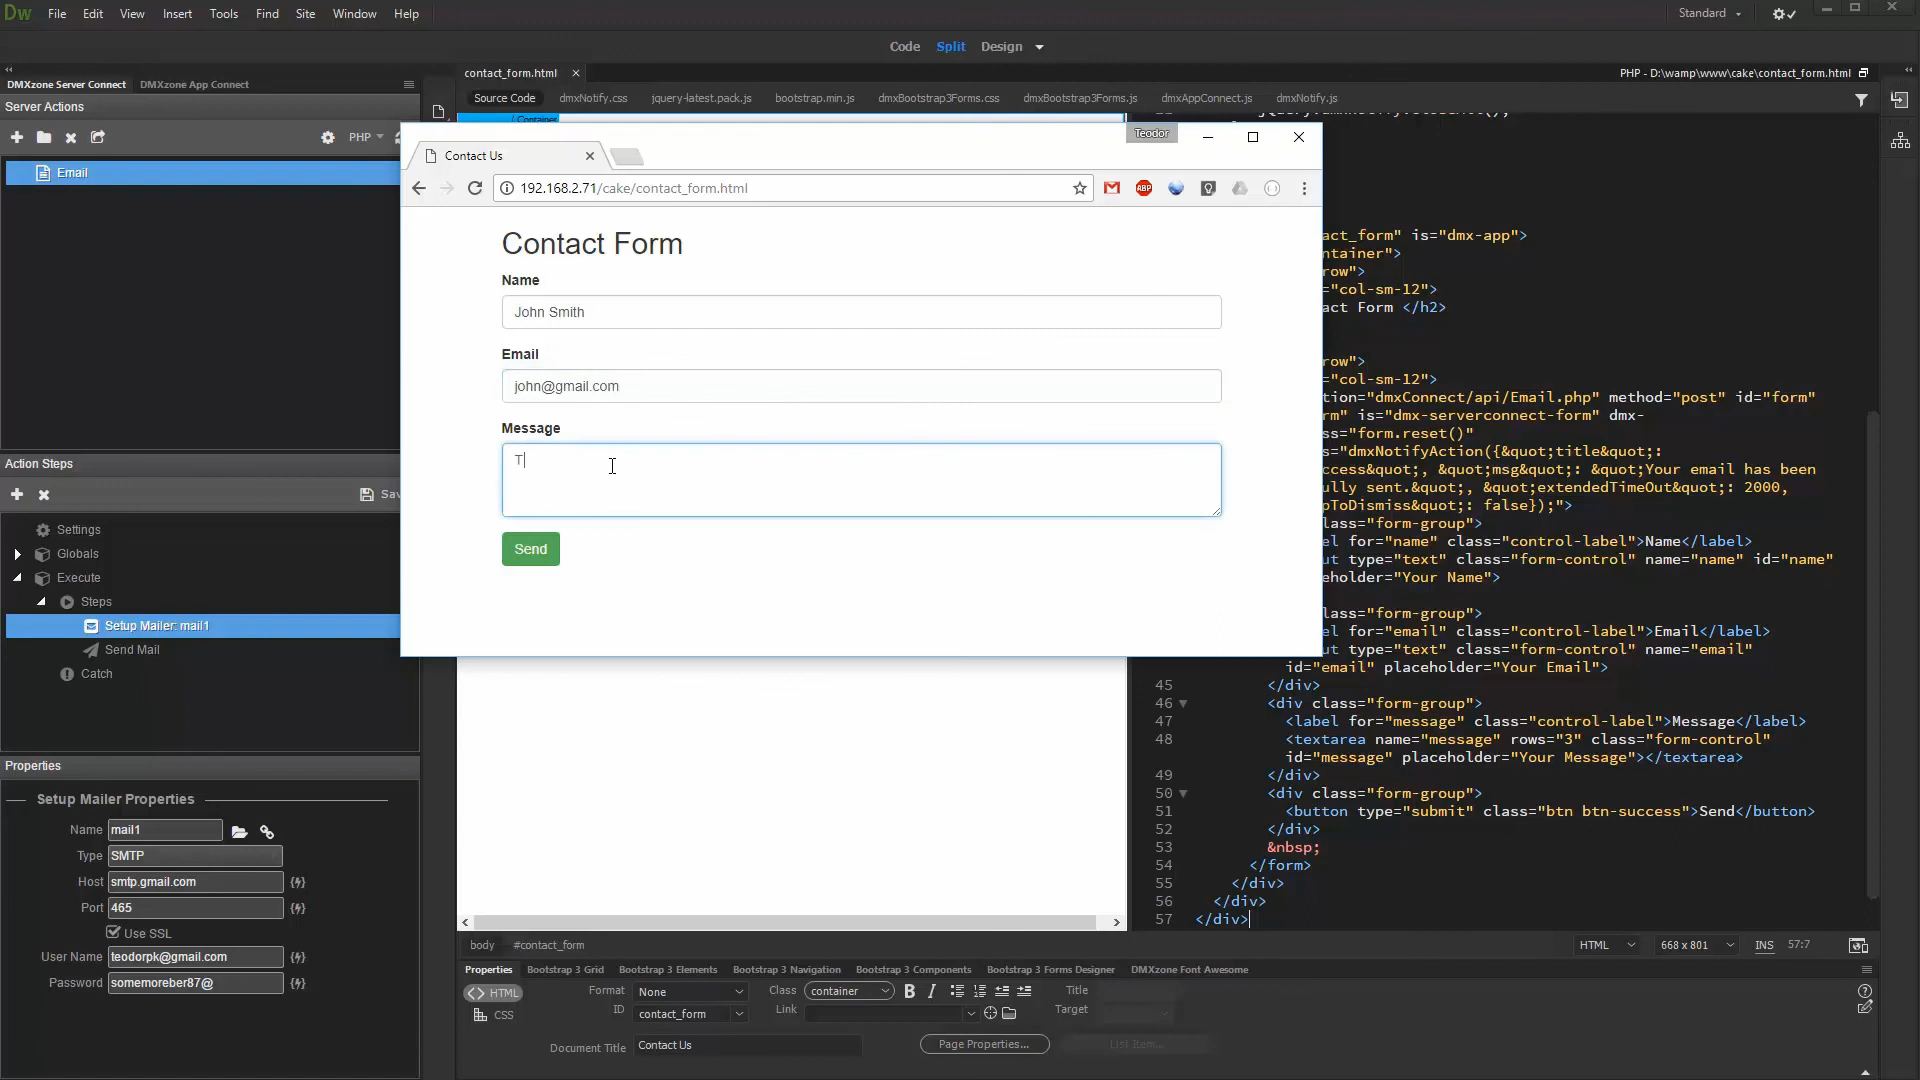 Dw File Edit View Insert Tools Find Site Window Help
Standard
Code Split Design
DMXzone Server Connect DMXzone App Connect
Server Actions
PHP
Email
contact_form.html
PHP - D:\wamp\www\cake\contact_form.html
Source Code dmxNotify.css jquery-latest.pack.js bootstrap.min.js dmxBootstrap3Forms.css dmxBootstrap3Forms.js dmxAppConnect.js dmxNotify.js
Container
Teodor
Contact Us
192.168.2.71/cake/contact_form.html
ABP
Contact Form
Name
John Smith
Email
john@gmail.com
Message
T
Send
Action Steps
Sav
Settings
Globals
Execute
Steps
Setup Mailer: mail1
Send Mail
Catch
Properties
Setup Mailer Properties
Name mail1
Type SMTP
Host smtp.gmail.com
Port 465
Use SSL
User Name teodorpk@gmail.com
Password somemoreber87@
act_form" is="dmx-app">
ntainer">
row">
="col-sm-12">
act Form </h2>
row">
="col-sm-12">
tion="dmxConnect/api/Email.php" method="post" id="form"
rm" is="dmx-serverconnect-form" dmx-
ss="form.reset()"
s="dmxNotifyAction({&quot;title&quot;:
ccess&quot;, &quot;msg&quot;: &quot;Your email has been
ully sent.&quot;, &quot;extendedTimeOut&quot;: 2000,
pToDismiss&quot;: false});">
lass="form-group">
el for="name" class="control-label">Name</label>
ut type="text" class="form-control" name="name" id="name"
eholder="Your Name">
lass="form-group">
el for="email" class="control-label">Email</label>
ut type="text" class="form-control" name="email"
id="email" placeholder="Your Email">
45 </div>
46 <div class="form-group">
47 <label for="message" class="control-label">Message</label>
48 <textarea name="message" rows="3" class="form-control"
id="message" placeholder="Your Message"></textarea>
49 </div>
50 <div class="form-group">
51 <button type="submit" class="btn btn-success">Send</button>
52 </div>
53 &nbsp;
54 </form>
55 </div>
56 </div>
57 </div>
body #contact_form
HTML 668 x 801 INS 57:7
Properties Bootstrap 3 Grid Bootstrap 3 Elements Bootstrap 3 Navigation Bootstrap 3 Components Bootstrap 3 Forms Designer DMXzone Font Awesome
HTML Format None Class container B I Title
CSS ID contact_form Link Target
Document Title Contact Us Page Properties... List Item...